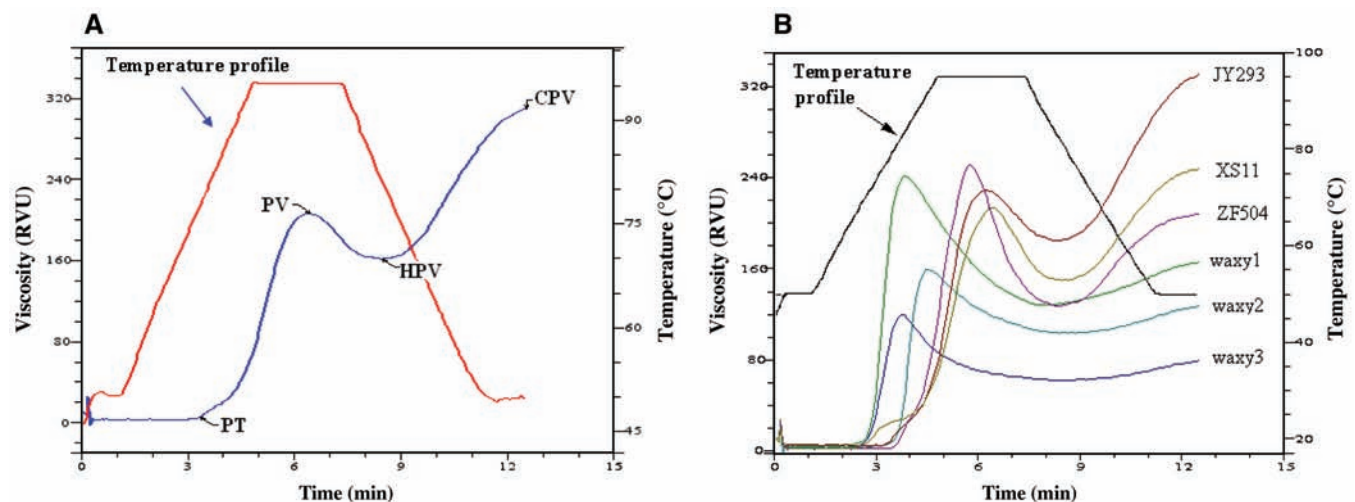 A
Temperature profile
320
240
160
80
0
PV
HPV
CPV
PT
90
75
60
45
0
3
6
9
12
15
Viscosity (RVU)
Temperature (°C)
Time (min)
B
Temperature
profile
320
240
160
80
0
100
80
60
40
20
JY293
XS11
ZF504
waxy1
waxy2
waxy3
0
3
6
9
12
15
Viscosity (RVU)
Temperature (°C)
Time (min)